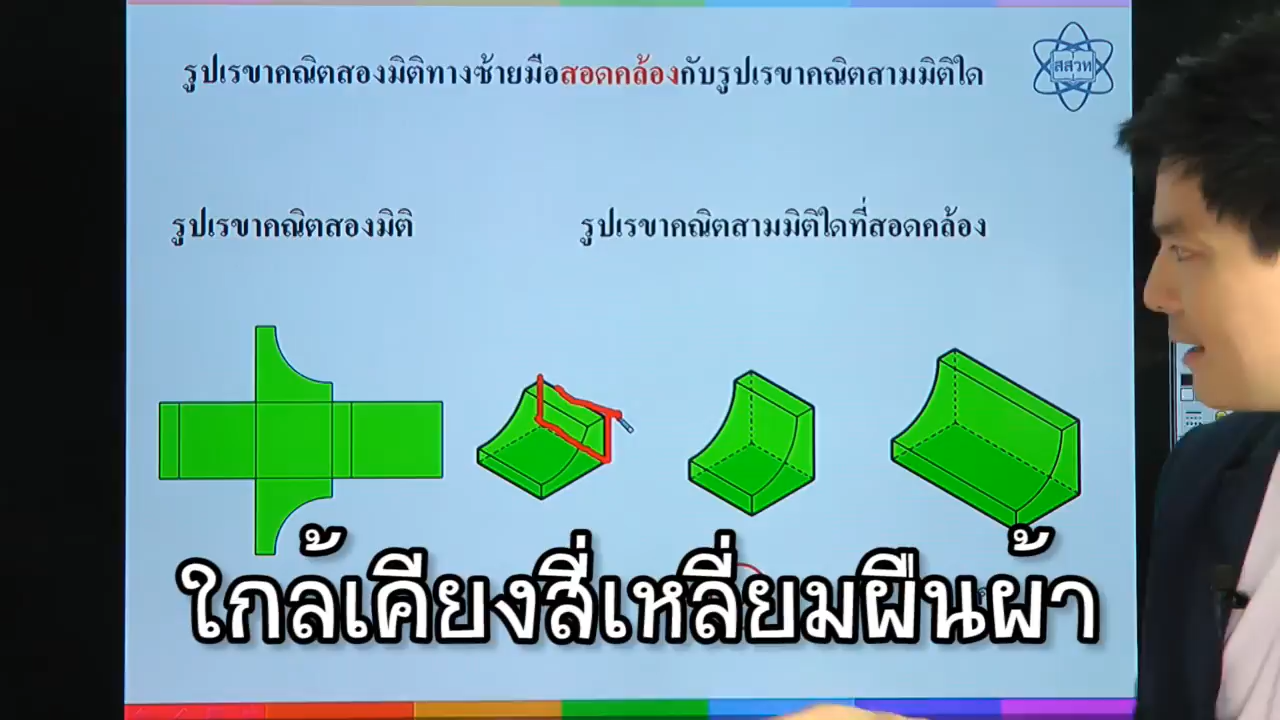 รูปเรขาคณิตสองมิติทางซ้ายมือสอดคล้องกับรูปเรขาคณิตสามมิติใด
สสวท
รูปเรขาคณิตสองมิติ
รูปเรขาคณิตสามมิติใดที่สอดคล้อง
ใกล้เคียงสี่เหลี่ยมผืนผ้า